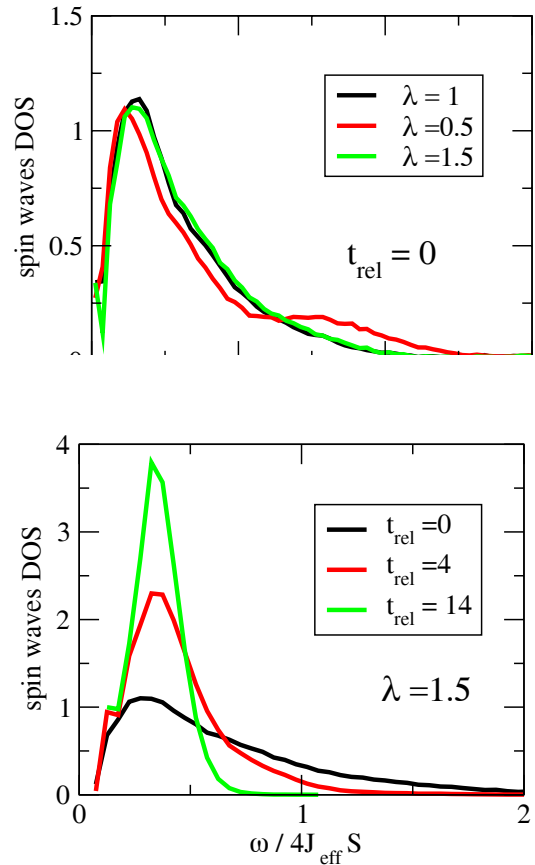 1.5
1
0.5
0
spin waves DOS
λ = 1
λ =0.5
λ =1.5
t_rel = 0
4
3
2
1
0
spin waves DOS
t_rel =0
t_rel =4
t_rel = 14
λ =1.5
0 1 2
ω / 4J_eff S